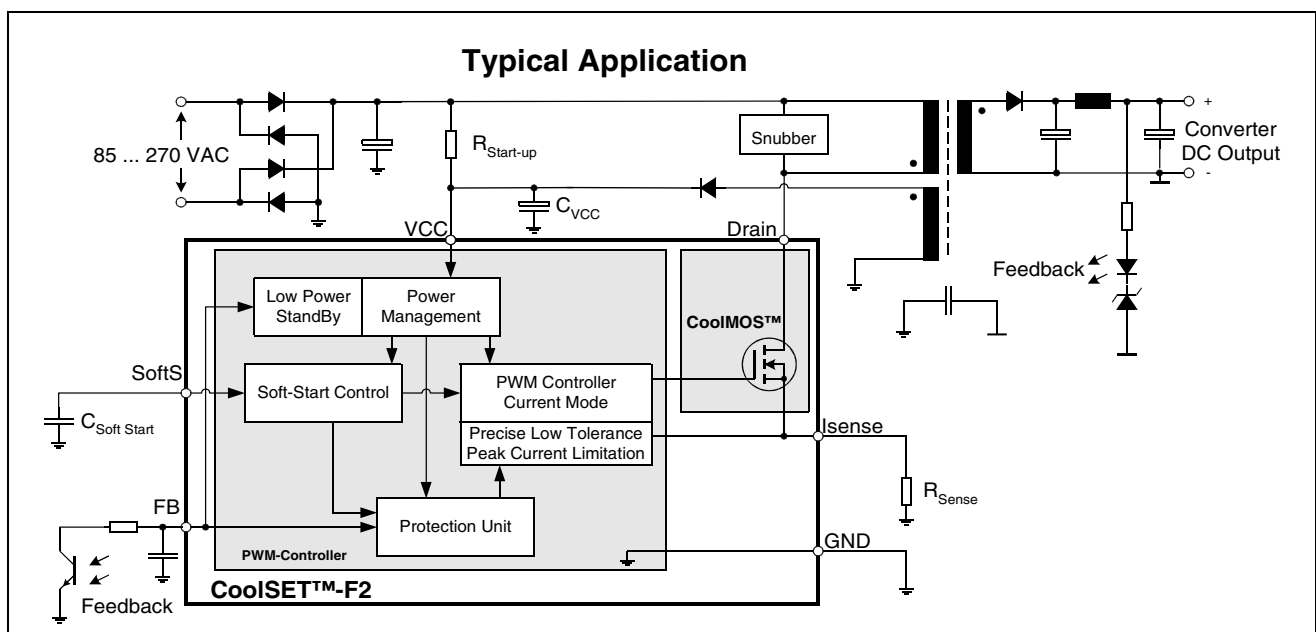 Typical Application
+
85 ... 270 VAC
RStart-up
Snubber
Converter
DC Output
-
CVCC
VCC
Drain
Feedback
Low Power
StandBy
Power
Management
CoolMOS™
SoftS
Soft-Start Control
PWM Controller
Current Mode
CSoft Start
Precise Low Tolerance
Peak Current Limitation
Isense
RSense
FB
Protection Unit
GND
PWM-Controller
CoolSET™-F2
Feedback